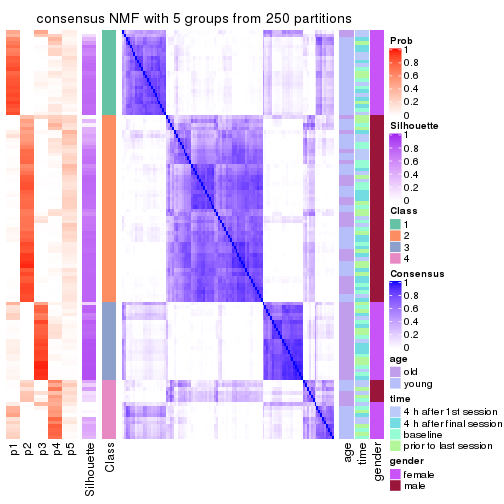 consensus NMF with 5 groups from 250 partitions
Prob
1
0.8
0.6
0.4
0.2
0
Silhouette
1
0.8
0.6
0.4
0.2
0
Class
1
2
3
4
Consensus
1
0.8
0.6
0.4
0.2
0
age
old
young
time
4 h after 1st session
4 h after final session
baseline
prior to last session
gender
female
male
p1
p2
p3
p4
p5
Silhouette
Class
age
time
gender